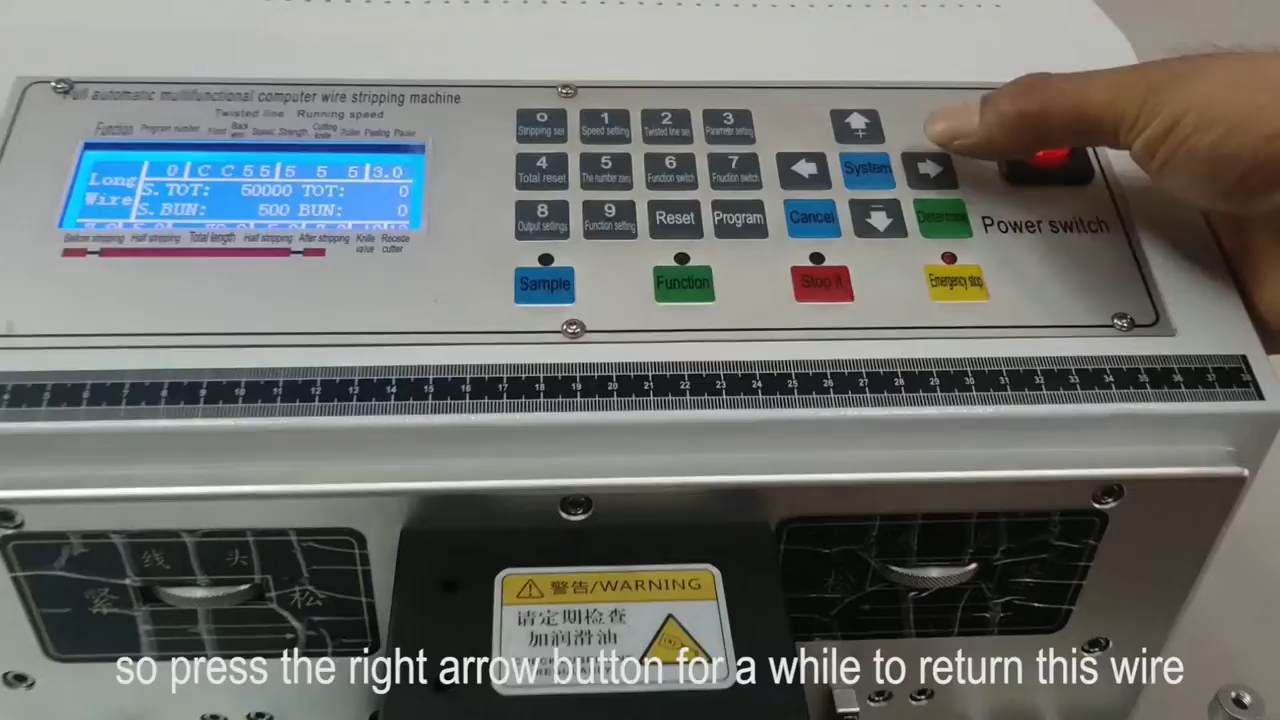 Full automatic multifunctional computer wire stripping machine
Twisted line Running speed
Function Program number Front Back Speed Strength Cutting knife Roller Peeling Pause
0 C C 5 5 5 5 5 3.0
Long Wire
S. TOT: 50000 TOT: 0
S. BUN: 500 BUN: 0
Before stripping Half stripping Total length Half stripping After stripping Knife value Recede cutter
0 Stripping set
1 Speed setting
2 Twisted line set
3 Parameter setting
4 Total reset
5 The number zero
6 Function switch
7 Fnuction switch
System
8 Output settings
9 Function setting
Reset
Program
Cancel
Determine
Power switch
Sample
Function
Stop it
Emergency stop
4 5 6 7 8 9 10 11 12 13 14 15 16 17 18 19 20 21 22 23 24 25 26 27 28 29 30 31 32 33 34 35 36 37 38
线 头
紧 松
松
警告/WARNING
请定期检查
加润滑油
so press the right arrow button for a while to return this wire